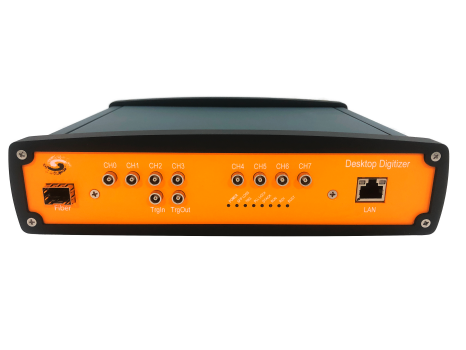 CH0 CH1 CH2 CH3 CH4 CH5 CH6 CH7 Desktop Digitizer
Fiber TrgIn TrgOut LAN